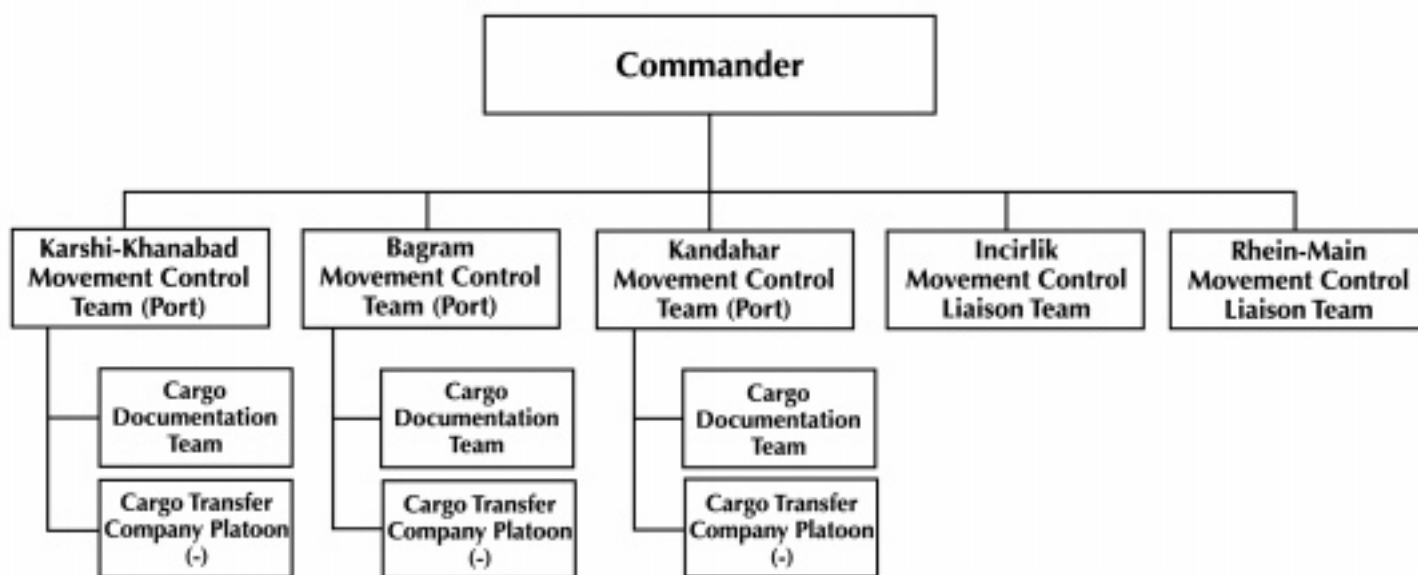 Commander
Karshi-Khanabad
Movement Control
Team (Port)
Bagram
Movement Control
Team (Port)
Kandahar
Movement Control
Team (Port)
Incirlik
Movement Control
Liaison Team
Rhein-Main
Movement Control
Liaison Team
Cargo
Documentation
Team
Cargo
Documentation
Team
Cargo
Documentation
Team
Cargo Transfer
Company Platoon
(-)
Cargo Transfer
Company Platoon
(-)
Cargo Transfer
Company Platoon
(-)